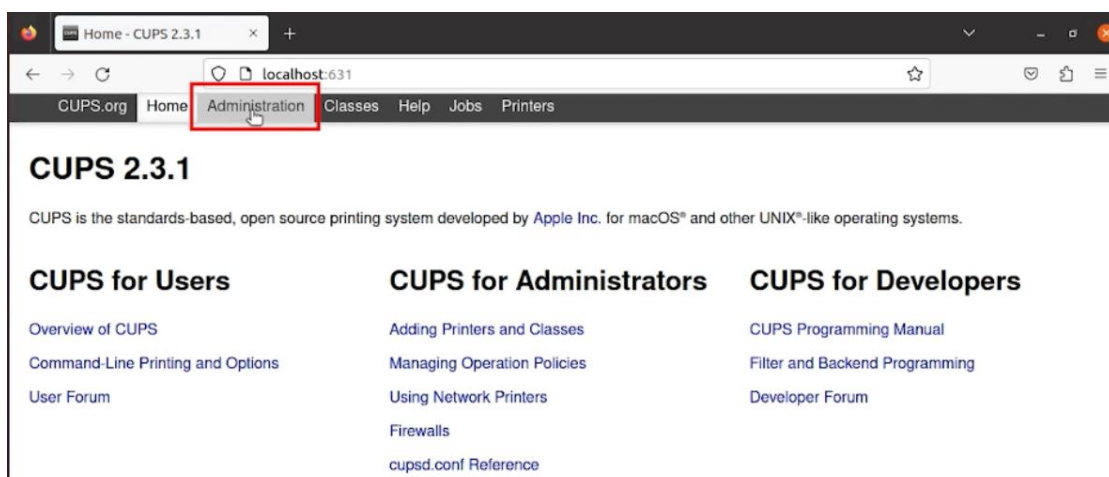 Home - CUPS 2.3.1
localhost:631
CUPS.org Home Administration Classes Help Jobs Printers
CUPS 2.3.1
CUPS is the standards-based, open source printing system developed by Apple Inc. for macOS® and other UNIX®-like operating systems.
CUPS for Users
Overview of CUPS
Command-Line Printing and Options
User Forum
CUPS for Administrators
Adding Printers and Classes
Managing Operation Policies
Using Network Printers
Firewalls
cupsd.conf Reference
CUPS for Developers
CUPS Programming Manual
Filter and Backend Programming
Developer Forum